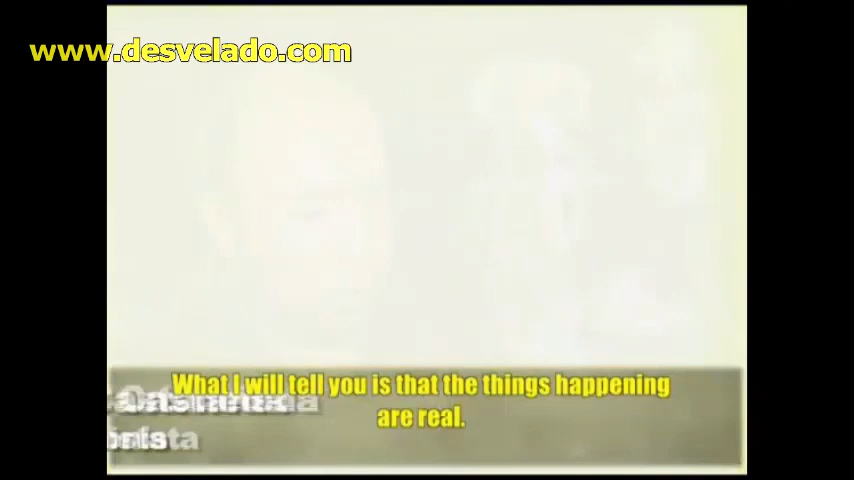 www.desvelado.com
What I will tell you is that the things happening
are real.